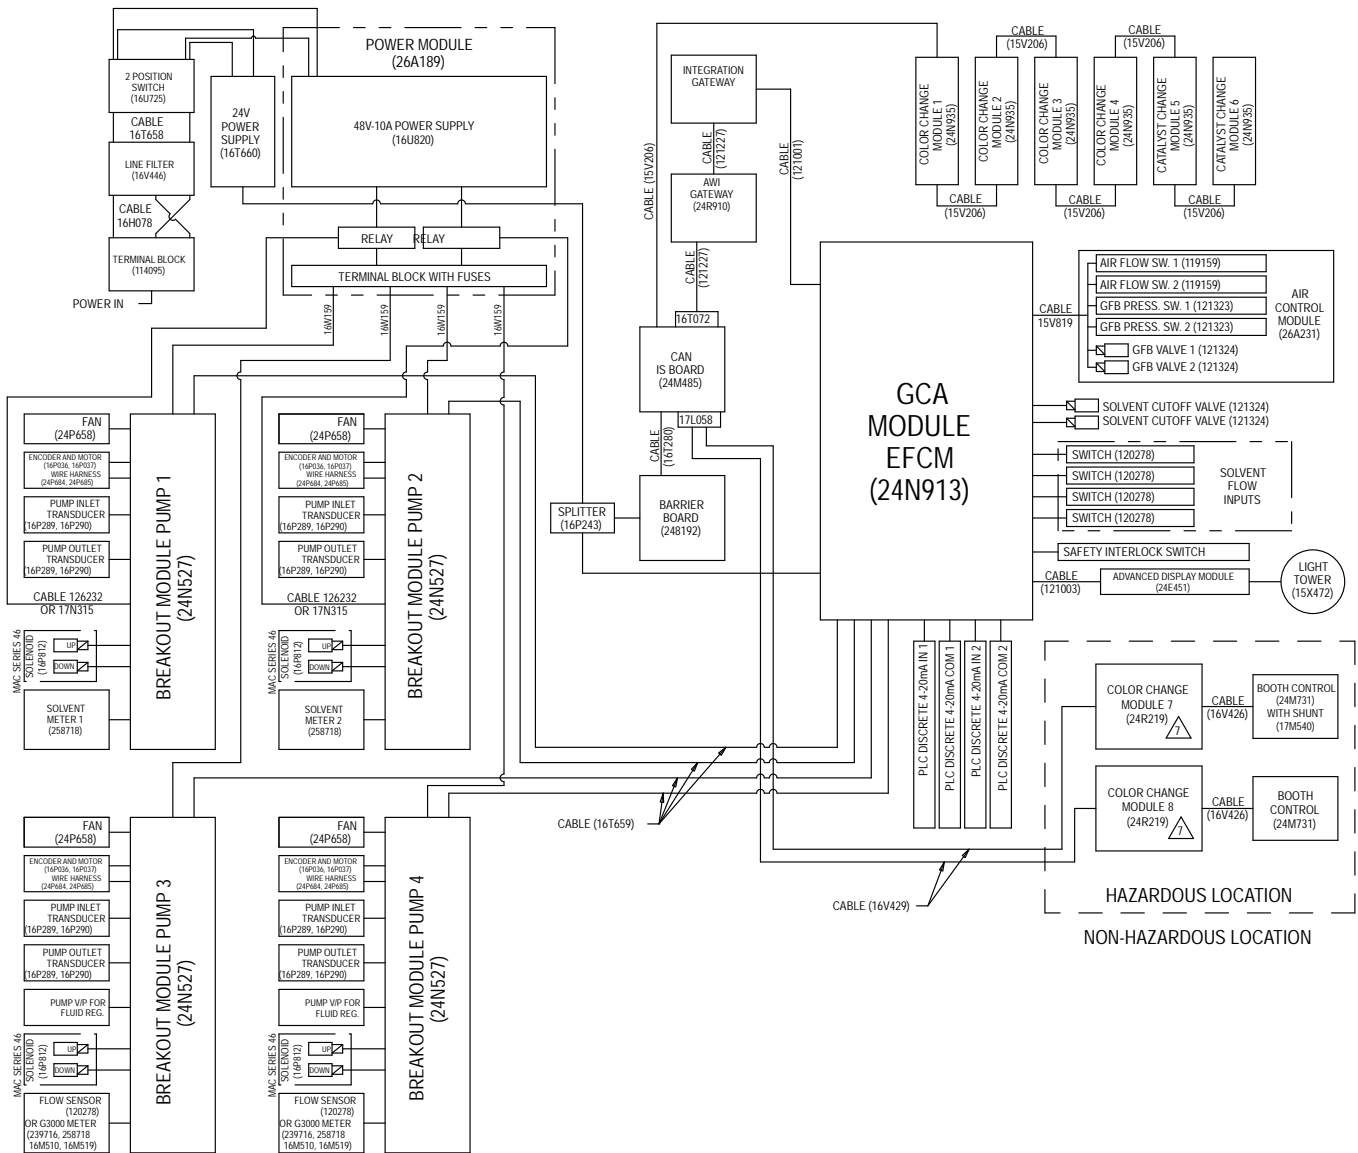 POWER MODULE
(26A189)
2 POSITION
SWITCH
(16U725)
CABLE
16T658
LINE FILTER
(16V446)
CABLE
16H078
TERMINAL BLOCK
(114095)
POWER IN
24V
POWER
SUPPLY
(16T660)
48V-10A POWER SUPPLY
(16U820)
RELAY
RELAY
TERMINAL BLOCK WITH FUSES
16W159
16W159
16W159
16W159
INTEGRATION
GATEWAY
CABLE
(121227)
AWI
GATEWAY
(24R910)
CABLE
(121227)
CABLE (15V206)
CABLE
(121001)
16T072
CAN
IS BOARD
(24M485)
17L058
CABLE
(16T280)
BARRIER
BOARD
(248192)
SPLITTER
(16P243)
CABLE
(15V206)
CABLE
(15V206)
COLOR CHANGE
MODULE 1
(24N935)
COLOR CHANGE
MODULE 2
(24N935)
COLOR CHANGE
MODULE 3
(24N935)
COLOR CHANGE
MODULE 4
(24N935)
CATALYST CHANGE
MODULE 5
(24N935)
CATALYST CHANGE
MODULE 6
(24N935)
CABLE
(15V206)
CABLE
(15V206)
CABLE
(15V206)
GCA
MODULE
EFCM
(24N913)
CABLE
15V819
AIR FLOW SW. 1 (119159)
AIR FLOW SW. 2 (119159)
GFB PRESS. SW. 1 (121323)
GFB PRESS. SW. 2 (121323)
GFB VALVE 1 (121324)
GFB VALVE 2 (121324)
AIR
CONTROL
MODULE
(26A231)
SOLVENT CUTOFF VALVE (121324)
SOLVENT CUTOFF VALVE (121324)
SWITCH (120278)
SWITCH (120278)
SWITCH (120278)
SWITCH (120278)
SOLVENT
FLOW
INPUTS
SAFETY INTERLOCK SWITCH
CABLE
(121003)
ADVANCED DISPLAY MODULE
(24E451)
LIGHT
TOWER
(15X472)
PLC DISCRETE 4-20mA IN 1
PLC DISCRETE 4-20mA COM 1
PLC DISCRETE 4-20mA IN 2
PLC DISCRETE 4-20mA COM 2
COLOR CHANGE
MODULE 7
(24R219)
7
CABLE
(16V426)
BOOTH CONTROL
(24M731)
WITH SHUNT
(17M540)
COLOR CHANGE
MODULE 8
(24R219)
7
CABLE
(16V426)
BOOTH
CONTROL
(24M731)
HAZARDOUS LOCATION
NON-HAZARDOUS LOCATION
CABLE (16T659)
CABLE (16V429)
FAN
(24P658)
ENCODER AND MOTOR
(16P036, 16P037)
WIRE HARNESS
(24P684, 24P685)
PUMP INLET
TRANSDUCER
(16P289, 16P290)
PUMP OUTLET
TRANSDUCER
(16P289, 16P290)
CABLE 126232
OR 17N315
MAC SERIES 46
SOLENOID
(16P812)
UP
DOWN
SOLVENT
METER 1
(258718)
BREAKOUT MODULE PUMP 1
(24N527)
FAN
(24P658)
ENCODER AND MOTOR
(16P036, 16P037)
WIRE HARNESS
(24P684, 24P685)
PUMP INLET
TRANSDUCER
(16P289, 16P290)
PUMP OUTLET
TRANSDUCER
(16P289, 16P290)
CABLE 126232
OR 17N315
MAC SERIES 46
SOLENOID
(16P812)
UP
DOWN
SOLVENT
METER 2
(258718)
BREAKOUT MODULE PUMP 2
(24N527)
FAN
(24P658)
ENCODER AND MOTOR
(16P036, 16P037)
WIRE HARNESS
(24P684, 24P685)
PUMP INLET
TRANSDUCER
(16P289, 16P290)
PUMP OUTLET
TRANSDUCER
(16P289, 16P290)
PUMP V/P FOR
FLUID REG.
MAC SERIES 46
SOLENOID
(16P812)
UP
DOWN
FLOW SENSOR
(120278)
OR G3000 METER
(239716, 258718
16M510, 16M519)
BREAKOUT MODULE PUMP 3
(24N527)
FAN
(24P658)
ENCODER AND MOTOR
(16P036, 16P037)
WIRE HARNESS
(24P684, 24P685)
PUMP INLET
TRANSDUCER
(16P289, 16P290)
PUMP OUTLET
TRANSDUCER
(16P289, 16P290)
PUMP V/P FOR
FLUID REG.
MAC SERIES 46
SOLENOID
(16P812)
UP
DOWN
FLOW SENSOR
(120278)
OR G3000 METER
(239716, 258718
16M510, 16M519)
BREAKOUT MODULE PUMP 4
(24N527)